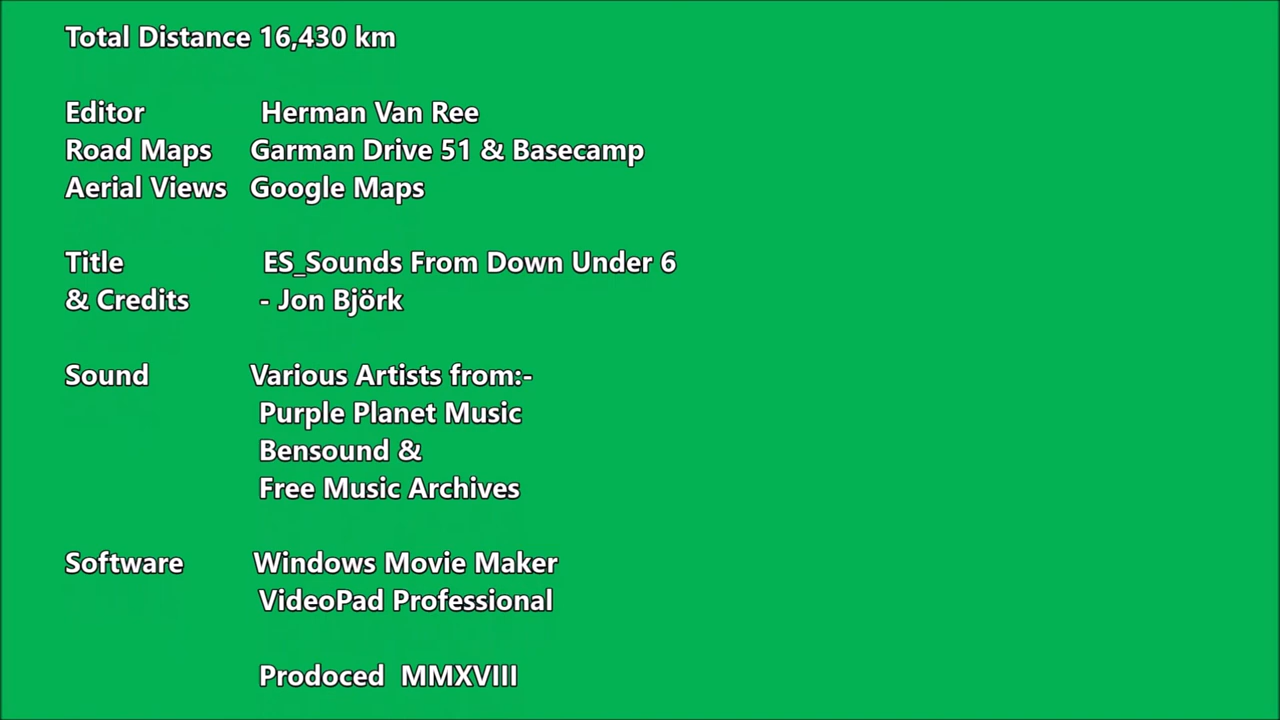 Total Distance 16,430 km
Editor Herman Van Ree
Road Maps Garman Drive 51 & Basecamp
Aerial Views Google Maps
Title ES_Sounds From Down Under 6
& Credits - Jon Björk
Sound Various Artists from:-
Purple Planet Music
Bensound &
Free Music Archives
Software Windows Movie Maker
VideoPad Professional
Prodoced MMXVIII